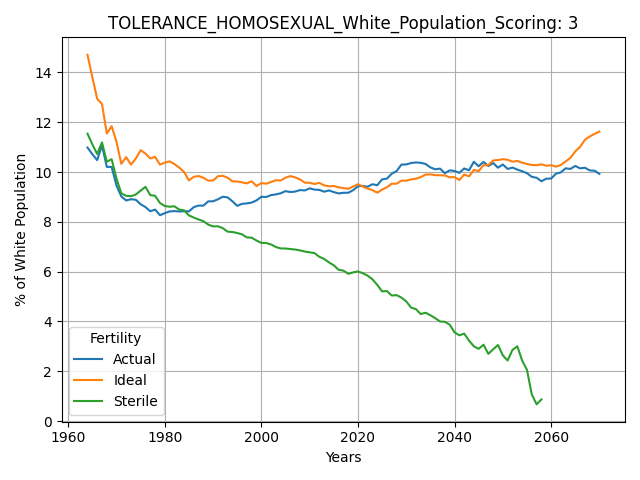 TOLERANCE_HOMOSEXUAL_White_Population_Scoring: 3
% of White Population
14
12
10
8
6
4
2
0
Fertility
Actual
Ideal
Sterile
1960
1980
2000
2020
2040
2060
Years